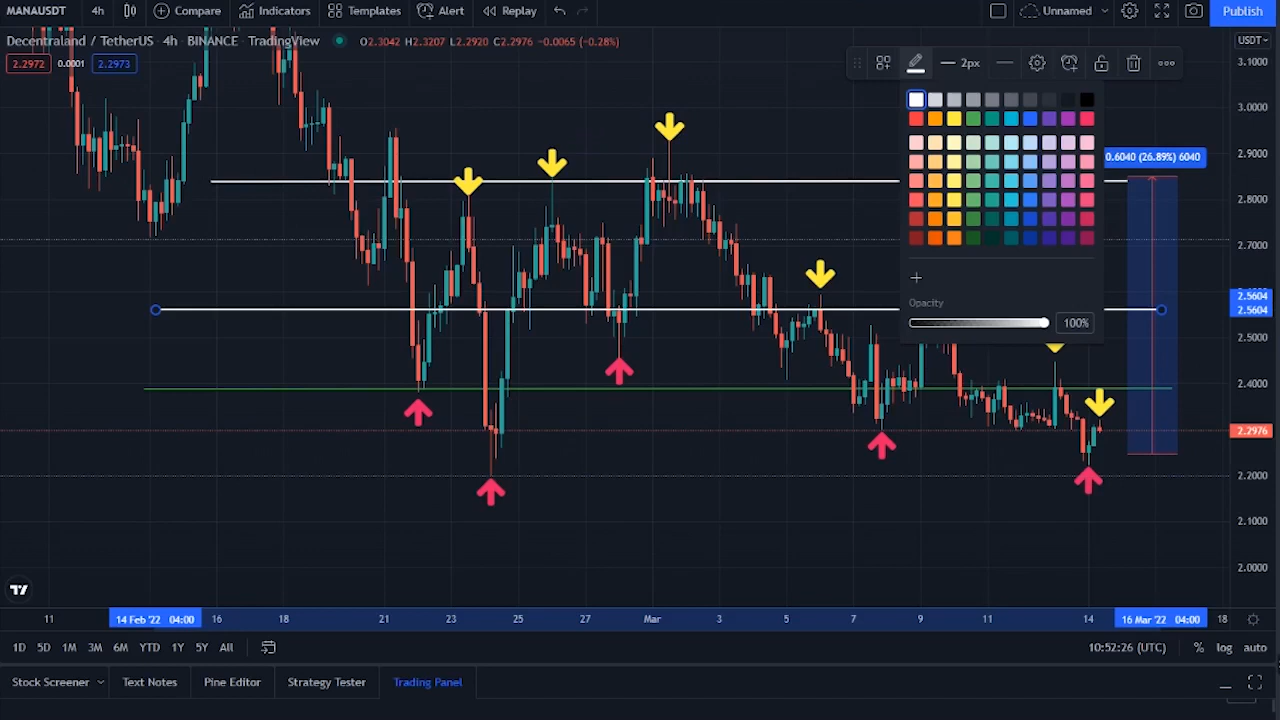 MANAUSDT 4h Compare Indicators Templates Alert Replay Unnamed Publish
Decentraland / TetherUS · 4h · BINANCE · TradingView O2.3042 H2.3207 L2.2920 C2.2976 −0.0065 (−0.28%)
USDT
2.2972 0.0001 2.2973
2px
3.1000
3.0000
2.9000
0.6040 (26.89%) 6040
2.8000
2.7000
2.5604
2.5604
Opacity
100%
2.5000
2.4000
2.2976
2.2000
2.1000
2.0000
11 14 Feb '22 04:00 16 18 21 23 25 27 Mar 3 5 7 9 11 14 16 Mar '22 04:00 18
1D 5D 1M 3M 6M YTD 1Y 5Y All 10:52:26 (UTC) % log auto
Stock Screener Text Notes Pine Editor Strategy Tester Trading Panel